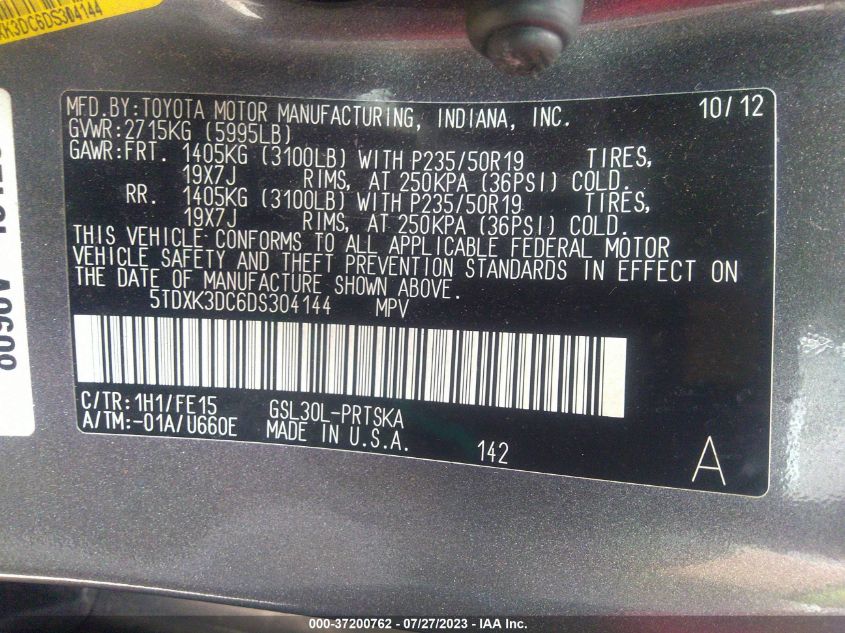 XK3DC6DS304144
MFD.BY:TOYOTA MOTOR MANUFACTURING, INDIANA, INC. 10/12
GVWR:2715KG (5995LB)
GAWR:FRT. 1405KG (3100LB) WITH P235/50R19 TIRES,
19X7J RIMS, AT 250KPA (36PSI) COLD.
RR. 1405KG (3100LB) WITH P235/50R19 TIRES,
19X7J RIMS, AT 250KPA (36PSI) COLD.
THIS VEHICLE CONFORMS TO ALL APPLICABLE FEDERAL MOTOR
VEHICLE SAFETY AND THEFT PREVENTION STANDARDS IN EFFECT ON
THE DATE OF MANUFACTURE SHOWN ABOVE.
5TDXK3DC6DS304144 MPV
C/TR:1H1/FE15 GSL30L-PRTSKA
A/TM:-01A/U660E MADE IN U.S.A. 142 A
000-37200762 - 07/27/2023 - © IAA Inc.